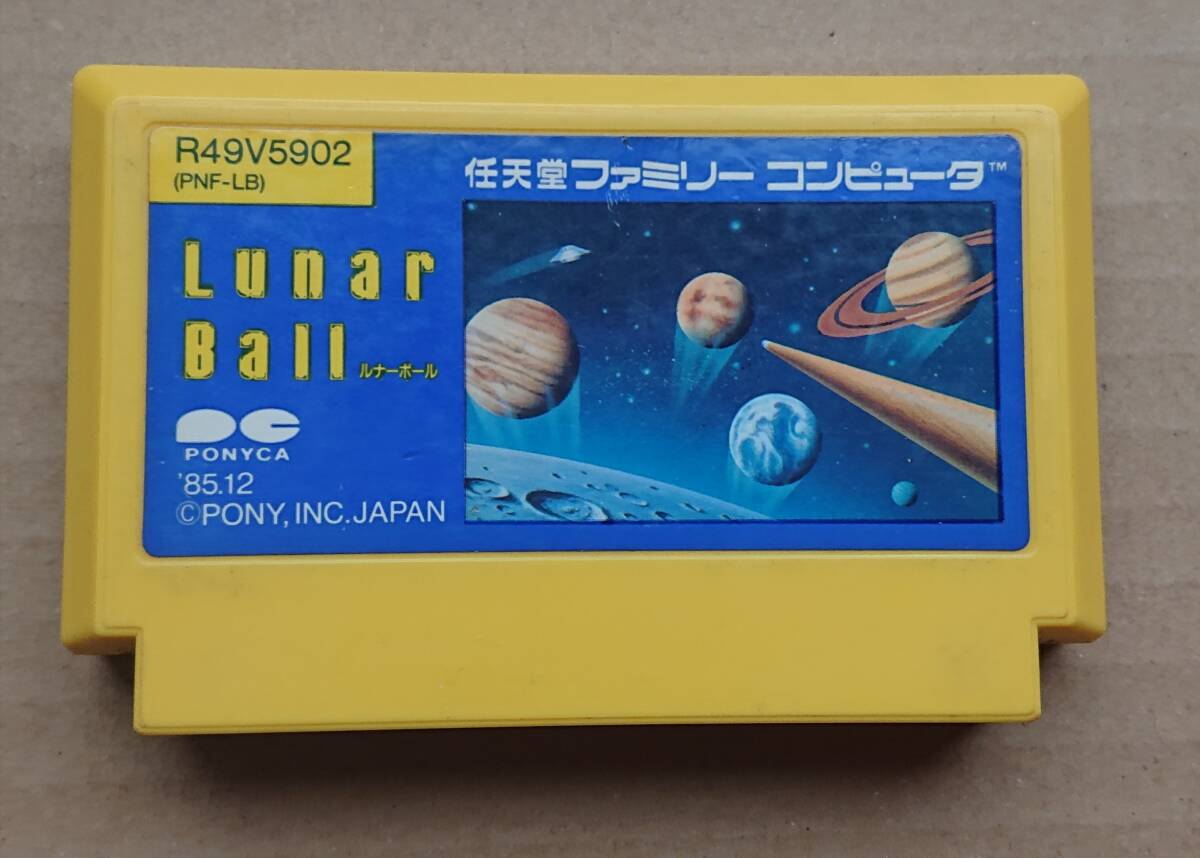 R49V5902
(PNF-LB)
任天堂ファミリー コンピュータ™
Lunar
Ball ルナーボール
PC
PONYCA
'85.12
©PONY, INC. JAPAN